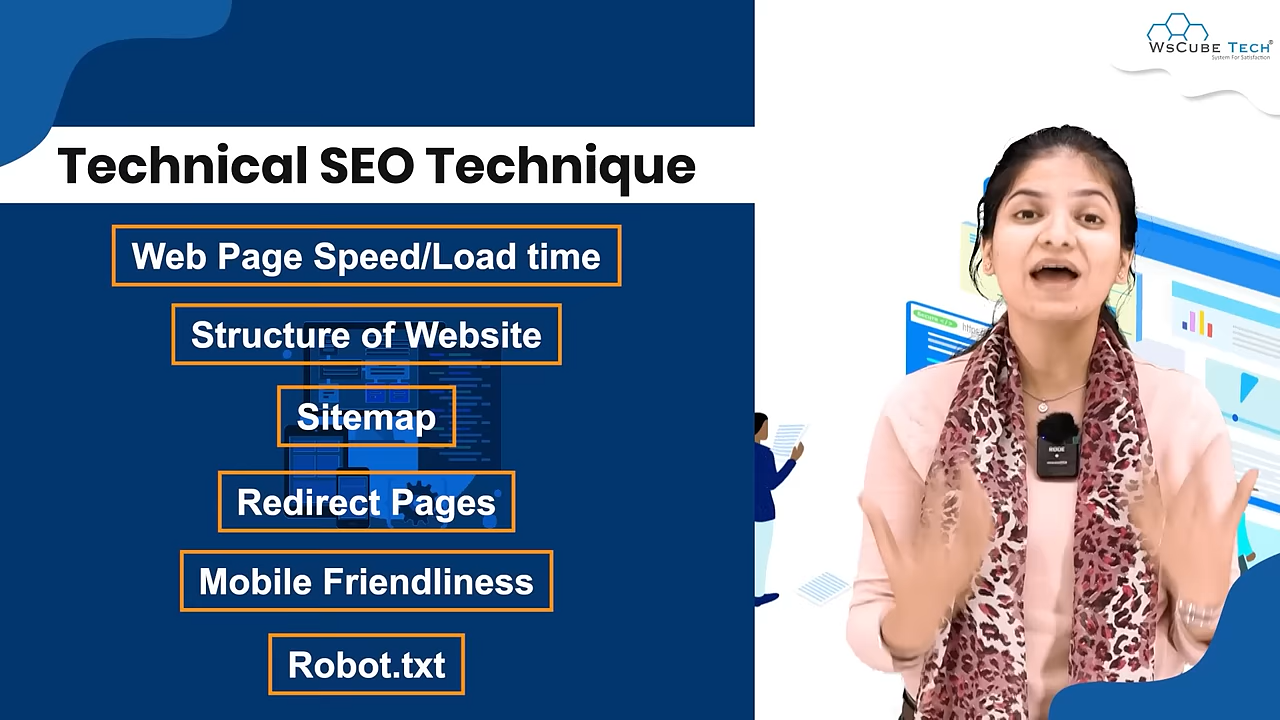 WsCube Tech®
System For Satisfaction
Technical SEO Technique
Web Page Speed/Load time
Structure of Website
Sitemap
Redirect Pages
Mobile Friendliness
Robot.txt
RODE